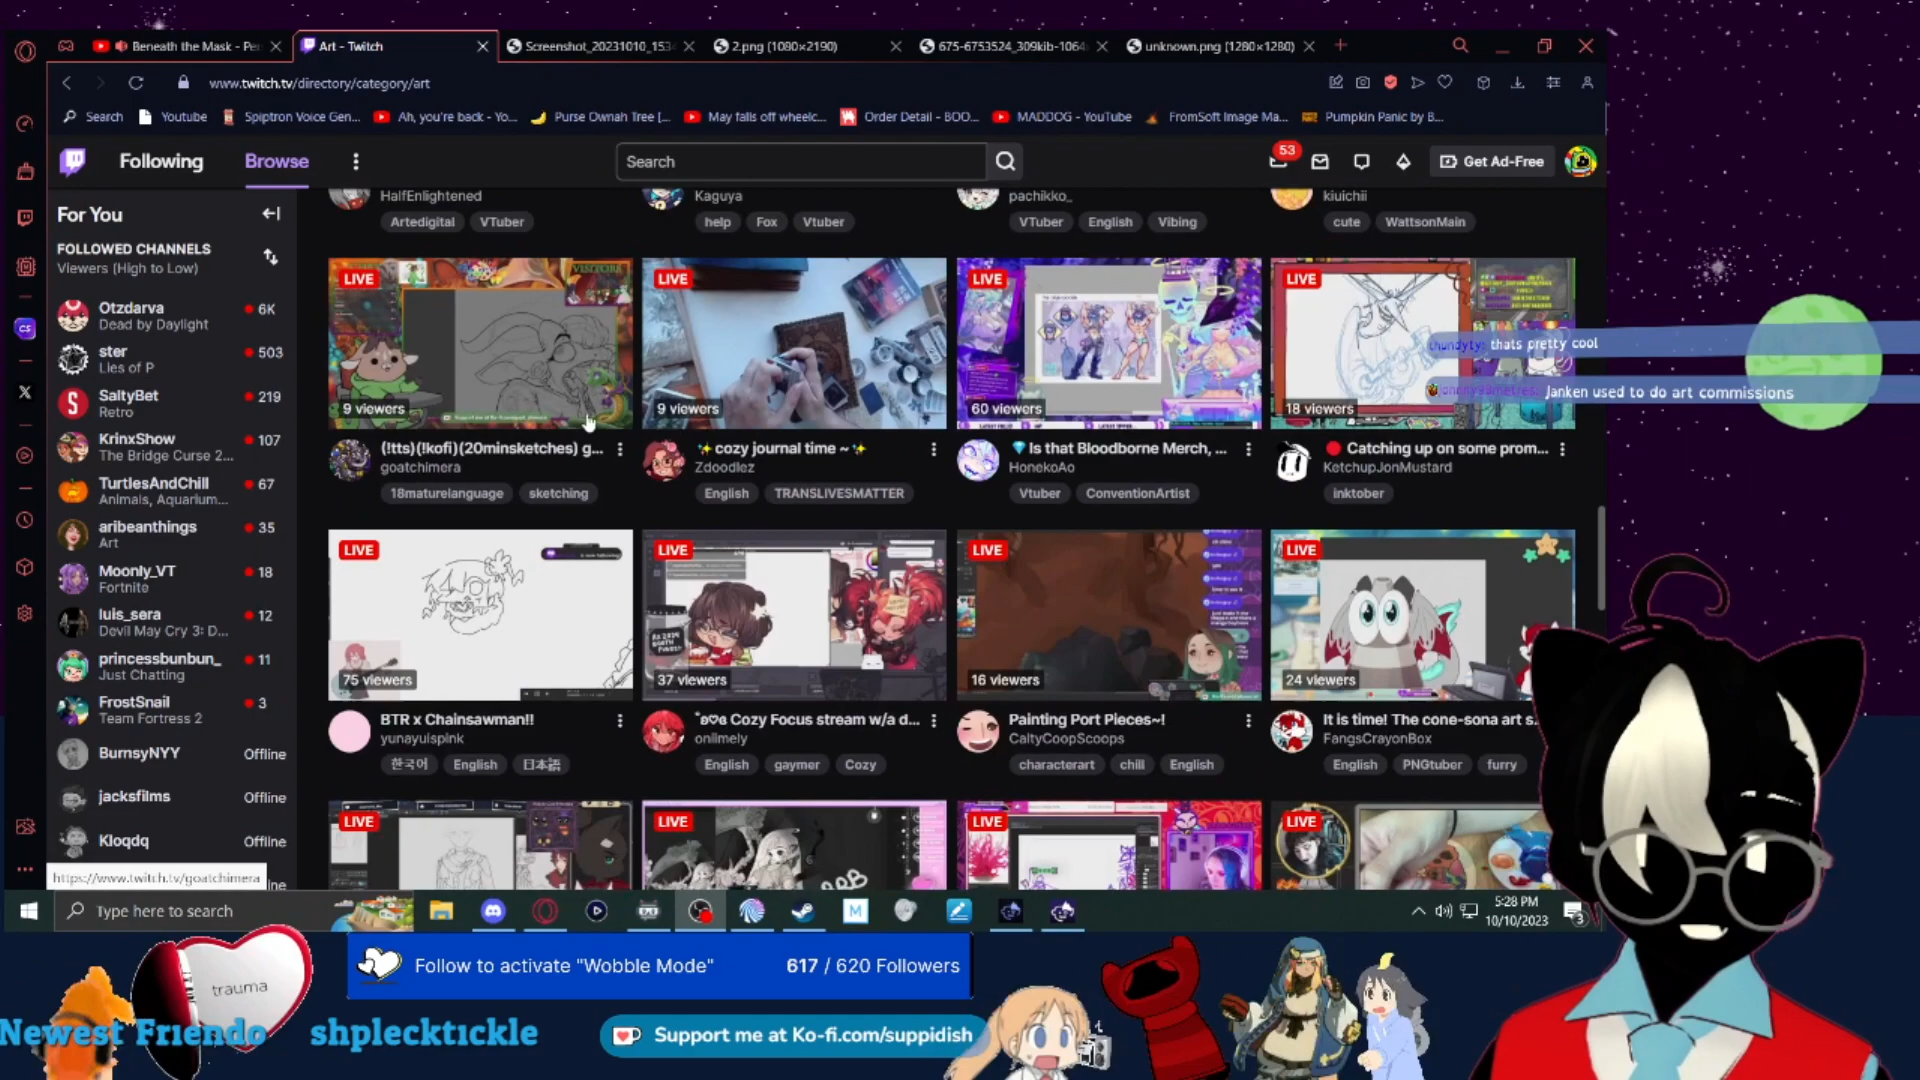 Beneath the Mask - Per
Art - Twitch
Screenshot_20231010_153
2.png (1080×2190)
675-6753524_309kib-1064
unknown.png (1280×1280)
www.twitch.tv/directory/category/art
Search
Youtube
Spiptron Voice Gen...
Ah, you're back - Yo...
Purse Ownah Tree [...
May falls off wheelc...
Order Detail - BOO...
MADDOG - YouTube
FromSoft Image Ma...
Pumpkin Panic by B...
Following
Browse
Search
53
Get Ad-Free
For You
FOLLOWED CHANNELS
Viewers (High to Low)
Otzdarva
6K
Dead by Daylight
ster
503
Lies of P
SaltyBet
219
Retro
KrinxShow
107
The Bridge Curse 2...
TurtlesAndChill
67
Animals, Aquarium...
aribeanthings
35
Art
Moonly_VT
18
Fortnite
luis_sera
12
Devil May Cry 3: D...
princessbunbun_
11
Just Chatting
FrostSnail
3
Team Fortress 2
BurnsyNYY
Offline
jacksfilms
Offline
Kloqdq
Offline
https://www.twitch.tv/goatchimera
HalfEnlightened
Artedigital
VTuber
Kaguya
help
Fox
Vtuber
pachikko_
VTuber
English
Vibing
kiuichii
cute
WattsonMain
LIVE
9 viewers
(!tts)(!kofi)(20minsketches) g...
goatchimera
18maturelanguage
sketching
LIVE
9 viewers
cozy journal time ~
Zdoodlez
English
TRANSLIVESMATTER
LIVE
60 viewers
Is that Bloodborne Merch, ...
HonekoAo
Vtuber
ConventionArtist
LIVE
18 viewers
Catching up on some prom...
KetchupJonMustard
inktober
thundyty: thats pretty cool
Janken used to do art commissions
LIVE
75 viewers
BTR x Chainsawman!!
yunayuispink
한국어
English
日本語
LIVE
37 viewers
Cozy Focus stream w/a d...
onlimely
English
gaymer
Cozy
LIVE
16 viewers
Painting Port Pieces~!
CaltyCoopScoops
characterart
chill
English
LIVE
24 viewers
It is time! The cone-sona art s...
FangsCrayonBox
English
PNGtuber
furry
LIVE
LIVE
LIVE
LIVE
Type here to search
5:28 PM
10/10/2023
3
trauma
Follow to activate "Wobble Mode"
617 / 620 Followers
Newest Friendo
shplecktickle
Support me at Ko-fi.com/suppidish